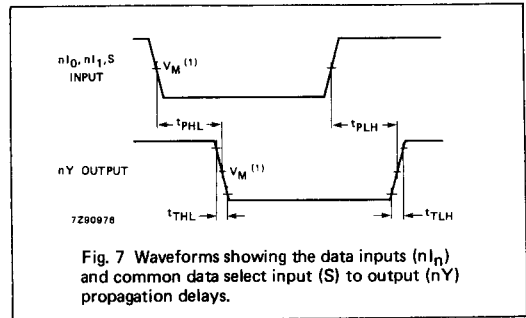 nI0, nI1, S
INPUT
VM (1)
tPHL
tPLH
nY OUTPUT
VM (1)
7Z90976
tTHL
tTLH
Fig. 7 Waveforms showing the data inputs (nIn)
and common data select input (S) to output (nY)
propagation delays.